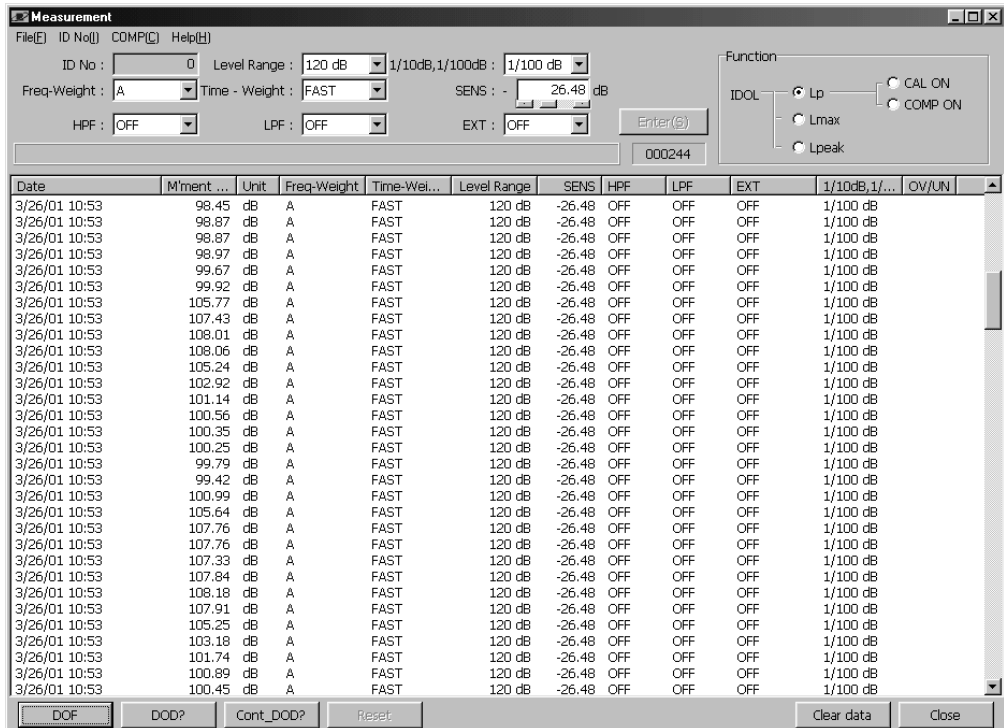 Measurement
File(F) ID No(I) COMP(C) Help(H)
ID No : 0 Level Range : 120 dB 1/10dB,1/100dB : 1/100 dB
Function
Freq-Weight : A Time - Weight : FAST SENS : - 26.48 dB
IDOL Lp CAL ON
COMP ON
HPF : OFF LPF : OFF EXT : OFF Enter(S)
Lmax
000244
Lpeak
Date M'ment ... Unit Freq-Weight Time-Wei... Level Range SENS HPF LPF EXT 1/10dB,1/... OV/UN
3/26/01 10:53 98.45 dB A FAST 120 dB -26.48 OFF OFF OFF 1/100 dB
3/26/01 10:53 98.87 dB A FAST 120 dB -26.48 OFF OFF OFF 1/100 dB
3/26/01 10:53 98.87 dB A FAST 120 dB -26.48 OFF OFF OFF 1/100 dB
3/26/01 10:53 98.97 dB A FAST 120 dB -26.48 OFF OFF OFF 1/100 dB
3/26/01 10:53 99.67 dB A FAST 120 dB -26.48 OFF OFF OFF 1/100 dB
3/26/01 10:53 99.92 dB A FAST 120 dB -26.48 OFF OFF OFF 1/100 dB
3/26/01 10:53 105.77 dB A FAST 120 dB -26.48 OFF OFF OFF 1/100 dB
3/26/01 10:53 107.43 dB A FAST 120 dB -26.48 OFF OFF OFF 1/100 dB
3/26/01 10:53 108.01 dB A FAST 120 dB -26.48 OFF OFF OFF 1/100 dB
3/26/01 10:53 108.06 dB A FAST 120 dB -26.48 OFF OFF OFF 1/100 dB
3/26/01 10:53 105.24 dB A FAST 120 dB -26.48 OFF OFF OFF 1/100 dB
3/26/01 10:53 102.92 dB A FAST 120 dB -26.48 OFF OFF OFF 1/100 dB
3/26/01 10:53 101.14 dB A FAST 120 dB -26.48 OFF OFF OFF 1/100 dB
3/26/01 10:53 100.56 dB A FAST 120 dB -26.48 OFF OFF OFF 1/100 dB
3/26/01 10:53 100.35 dB A FAST 120 dB -26.48 OFF OFF OFF 1/100 dB
3/26/01 10:53 100.25 dB A FAST 120 dB -26.48 OFF OFF OFF 1/100 dB
3/26/01 10:53 99.79 dB A FAST 120 dB -26.48 OFF OFF OFF 1/100 dB
3/26/01 10:53 99.42 dB A FAST 120 dB -26.48 OFF OFF OFF 1/100 dB
3/26/01 10:53 100.99 dB A FAST 120 dB -26.48 OFF OFF OFF 1/100 dB
3/26/01 10:53 105.64 dB A FAST 120 dB -26.48 OFF OFF OFF 1/100 dB
3/26/01 10:53 107.76 dB A FAST 120 dB -26.48 OFF OFF OFF 1/100 dB
3/26/01 10:53 107.76 dB A FAST 120 dB -26.48 OFF OFF OFF 1/100 dB
3/26/01 10:53 107.33 dB A FAST 120 dB -26.48 OFF OFF OFF 1/100 dB
3/26/01 10:53 107.84 dB A FAST 120 dB -26.48 OFF OFF OFF 1/100 dB
3/26/01 10:53 108.18 dB A FAST 120 dB -26.48 OFF OFF OFF 1/100 dB
3/26/01 10:53 107.91 dB A FAST 120 dB -26.48 OFF OFF OFF 1/100 dB
3/26/01 10:53 105.25 dB A FAST 120 dB -26.48 OFF OFF OFF 1/100 dB
3/26/01 10:53 103.18 dB A FAST 120 dB -26.48 OFF OFF OFF 1/100 dB
3/26/01 10:53 101.74 dB A FAST 120 dB -26.48 OFF OFF OFF 1/100 dB
3/26/01 10:53 100.89 dB A FAST 120 dB -26.48 OFF OFF OFF 1/100 dB
3/26/01 10:53 100.45 dB A FAST 120 dB -26.48 OFF OFF OFF 1/100 dB
DOF DOD? Cont_DOD? Reset Clear data Close